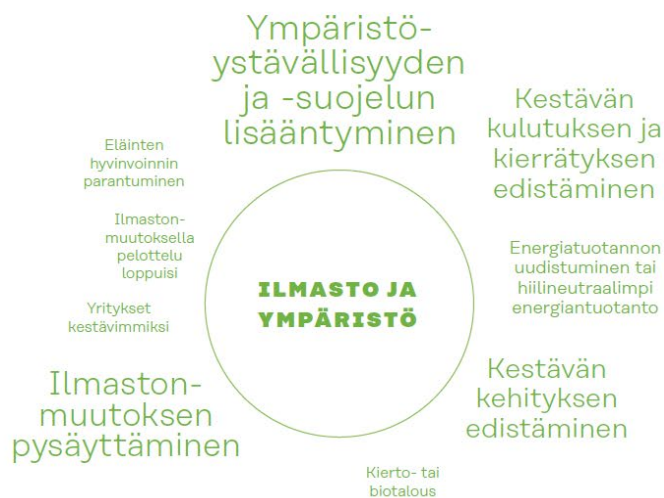 Ympäristö-
ystävällisyyden
ja -suojelun
lisääntyminen
Kestävän
kulutuksen ja
kierrätyksen
edistäminen
Eläinten
hyvinvoinnin
parantuminen
Ilmaston-
muutoksella
pelottelu
loppuisi
Energiatuotannon
uudistuminen tai
hiilineutraalimpi
energiantuotanto
ILMASTO JA
YMPÄRISTÖ
Yritykset
kestävimmiksi
Ilmaston-
muutoksen
pysäyttäminen
Kestävän
kehityksen
edistäminen
Kierto- tai
biotalous